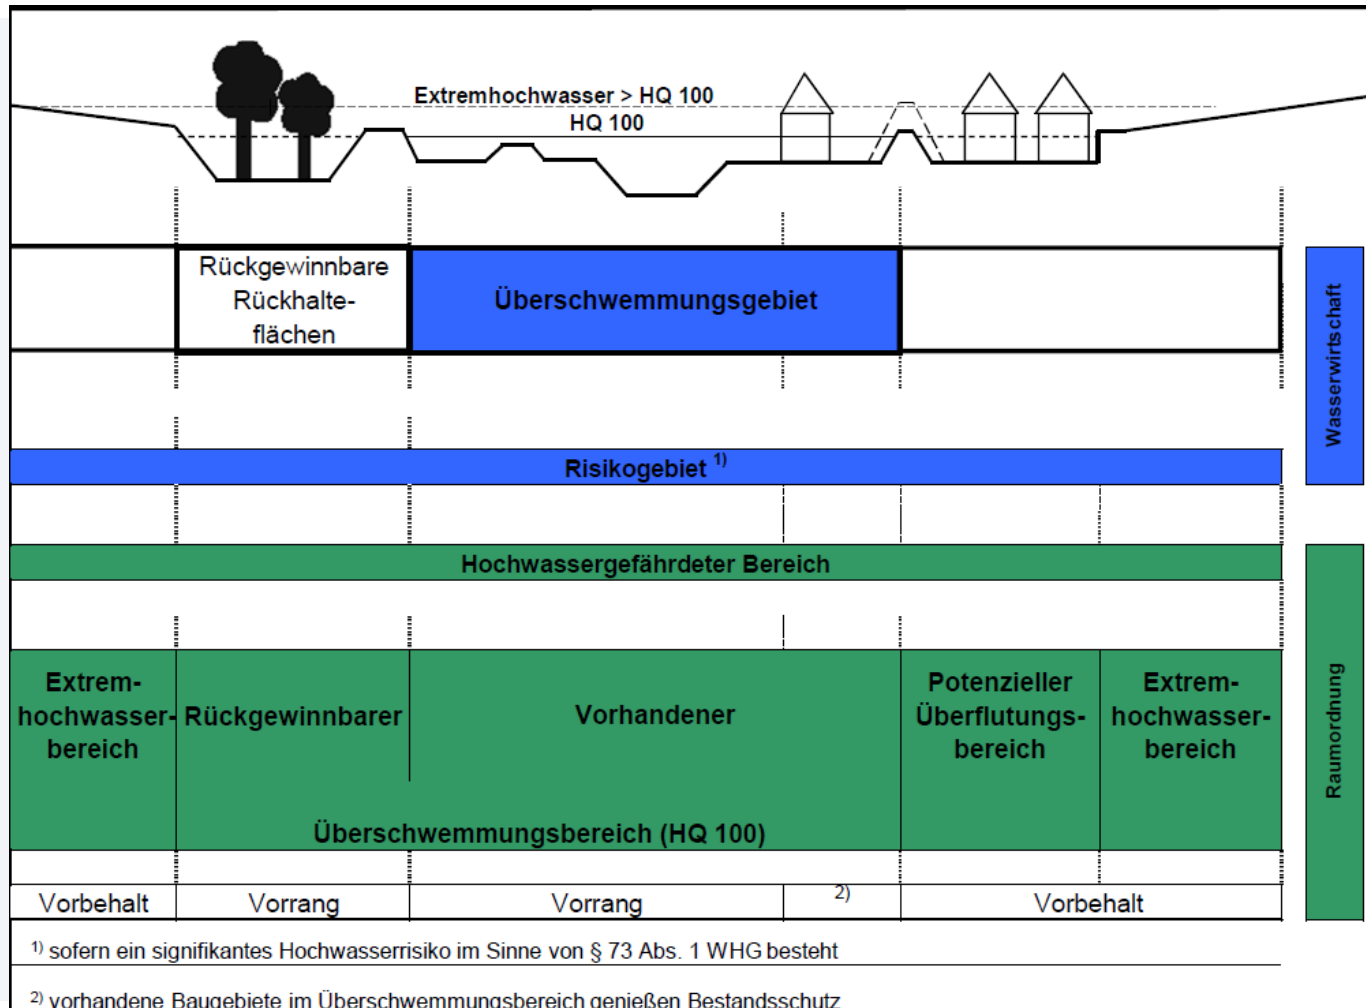 Extremhochwasser > HQ 100
HQ 100
Rückgewinnbare
Rückhalte-
flächen
Überschwemmungsgebiet
Wasserwirtschaft
Risikogebiet 1)
Hochwassergefährdeter Bereich
Extrem-
hochwasser-
bereich
Rückgewinnbarer
Vorhandener
Potenzieller
Überflutungs-
bereich
Extrem-
hochwasser-
bereich
Überschwemmungsbereich (HQ 100)
Raumordnung
Vorbehalt
Vorrang
Vorrang
2)
Vorbehalt
1) sofern ein signifikantes Hochwasserrisiko im Sinne von § 73 Abs. 1 WHG besteht
2) vorhandene Baugebiete im Überschwemmungsbereich genießen Bestandsschutz